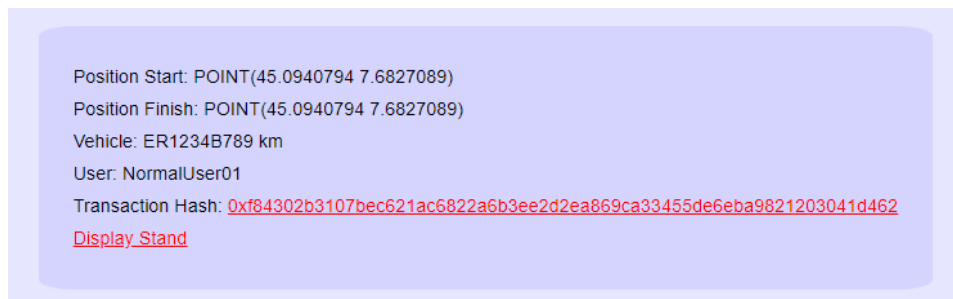 Position Start: POINT(45.0940794 7.6827089)
Position Finish: POINT(45.0940794 7.6827089)
Vehicle: ER1234B789 km
User: NormalUser01
Transaction Hash: 0xf84302b3107bec621ac6822a6b3ee2d2ea869ca33455de6eba9821203041d462
Display Stand